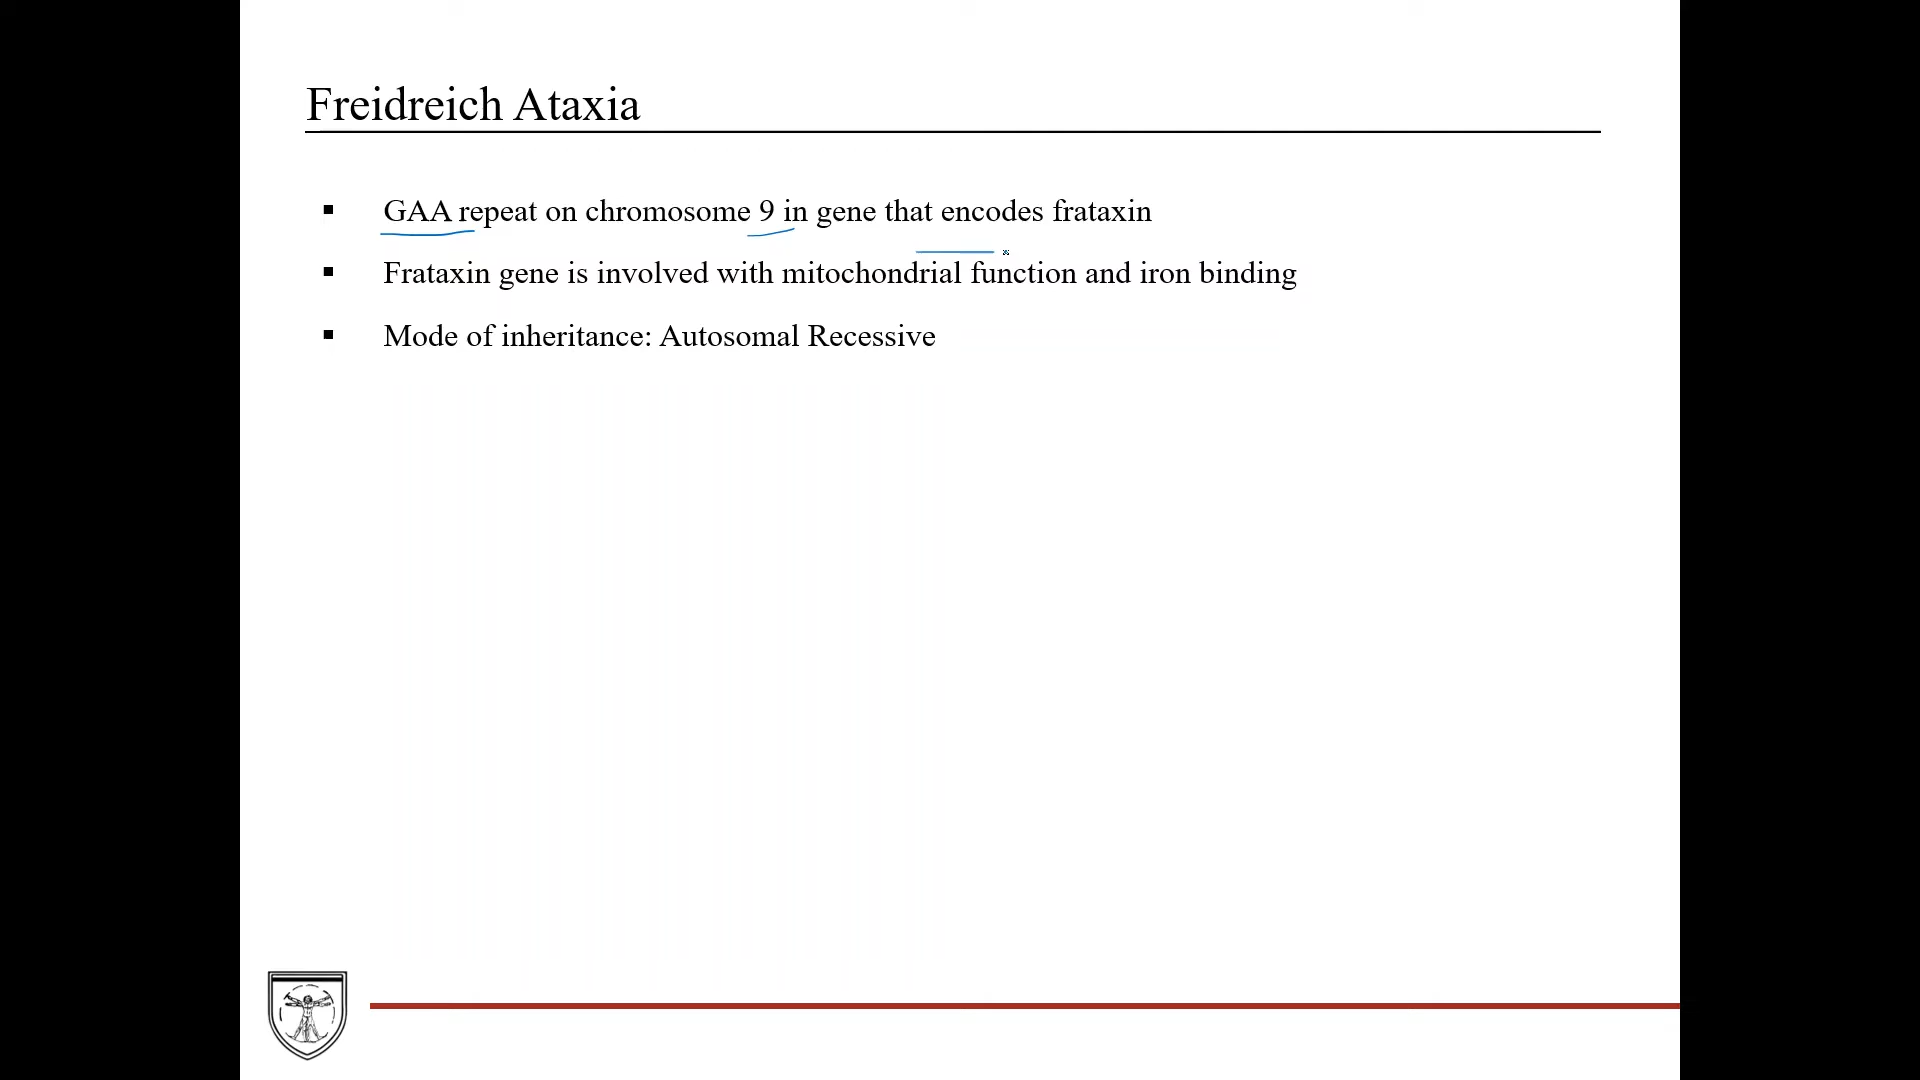 Freidreich Ataxia
▪ GAA repeat on chromosome 9 in gene that encodes frataxin
▪ Frataxin gene is involved with mitochondrial function and iron binding
▪ Mode of inheritance: Autosomal Recessive